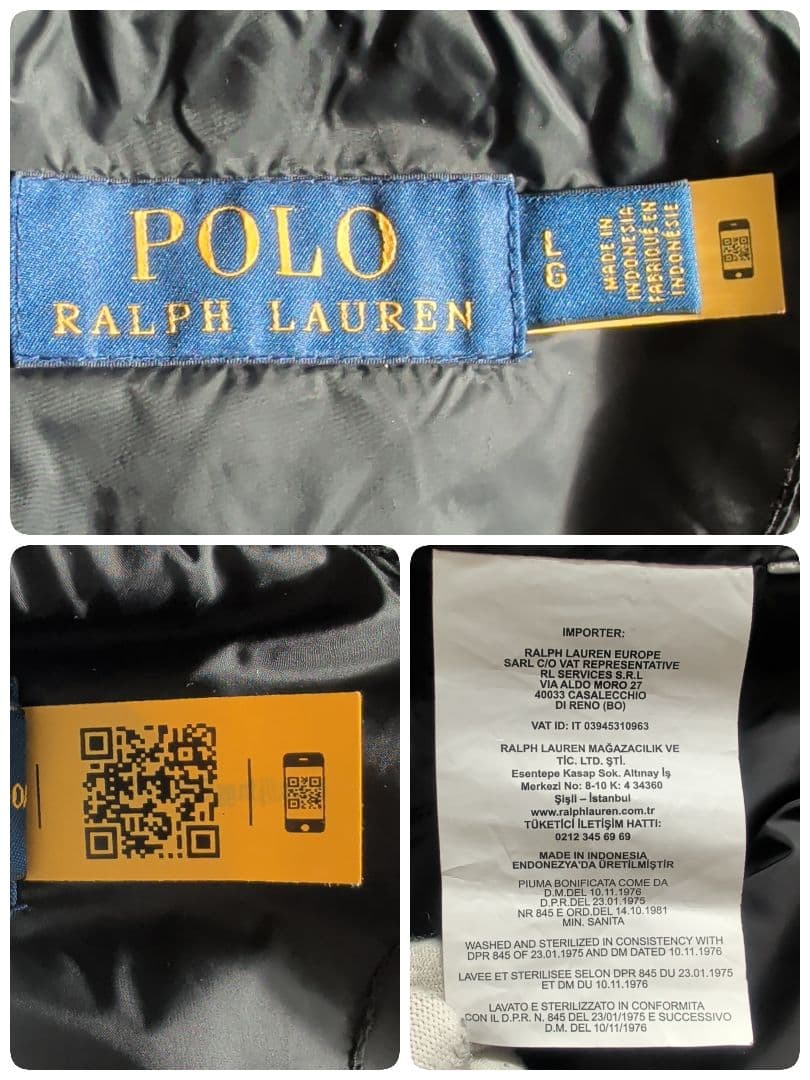 POLO
RALPH LAUREN
L
G
MADE IN
INDONESIA
FABRIQUÉ EN
INDONÉSIE
IMPORTER:
RALPH LAUREN EUROPE
SARL C/O VAT REPRESENTATIVE
RL SERVICES S.R.L
VIA ALDO MORO 27
40033 CASALECCHIO
DI RENO (BO)
VAT ID: IT 03945310963
RALPH LAUREN MAĞAZACILIK VE
TİC. LTD. ŞTİ.
Esentepe Kasap Sok. Altınay İş
Merkezi No: 8-10 K: 4 34360
Şişli – İstanbul
www.ralphlauren.com.tr
TÜKETİCİ İLETİŞİM HATTI:
0212 345 69 69
MADE IN INDONESIA
ENDONEZYA'DA ÜRETİLMİŞTİR
PIUMA BONIFICATA COME DA
D.M.DEL 10.11.1976
D.P.R.DEL 23.01.1975
NR 845 E ORD.DEL 14.10.1981
MIN. SANITA
WASHED AND STERILIZED IN CONSISTENCY WITH
DPR 845 OF 23.01.1975 AND DM DATED 10.11.1976
LAVEE ET STERILISEE SELON DPR 845 DU 23.01.1975
ET DM DU 10.11.1976
LAVATO E STERILIZZATO IN CONFORMITA
CON IL D.P.R. N. 845 DEL 23/01/1975 E SUCCESSIVO
D.M. DEL 10/11/1976